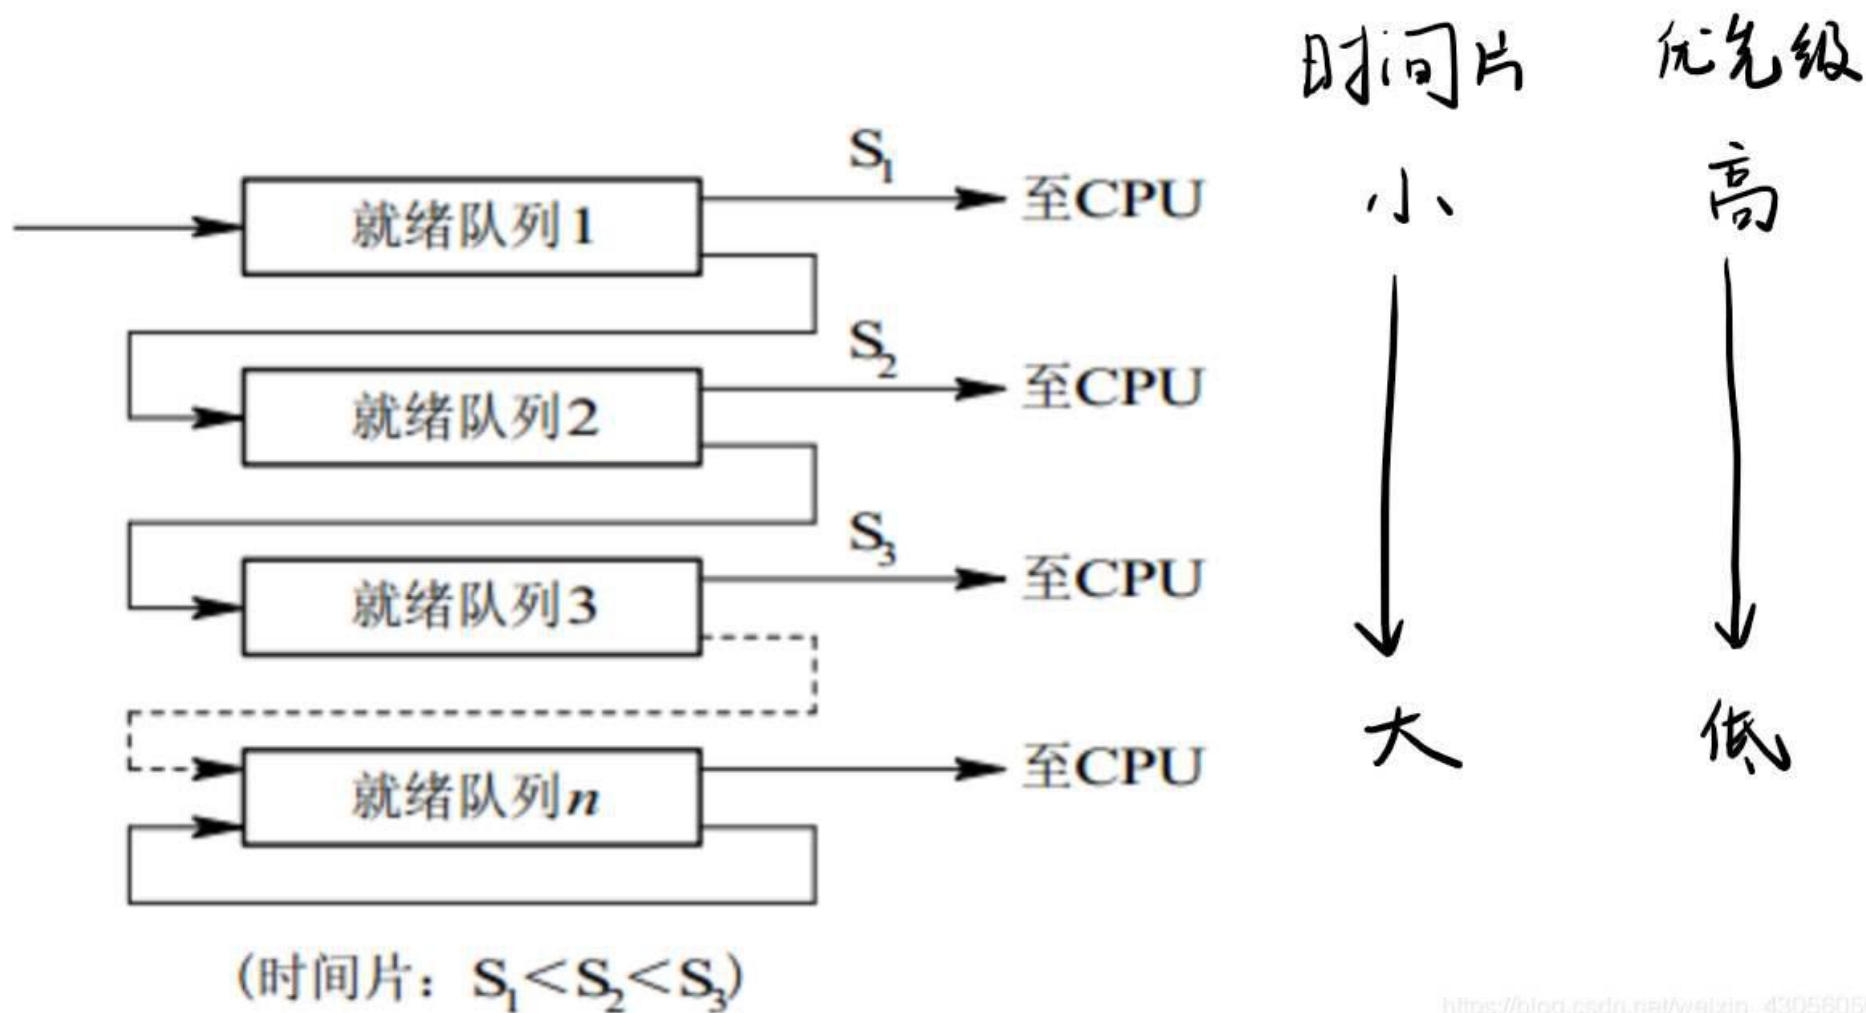 时间片 优先级
S1
至CPU
小 高
就绪队列1
S2
至CPU
就绪队列2
S3
至CPU
就绪队列3
大 低
至CPU
就绪队列n
(时间片：S1<S2<S3)